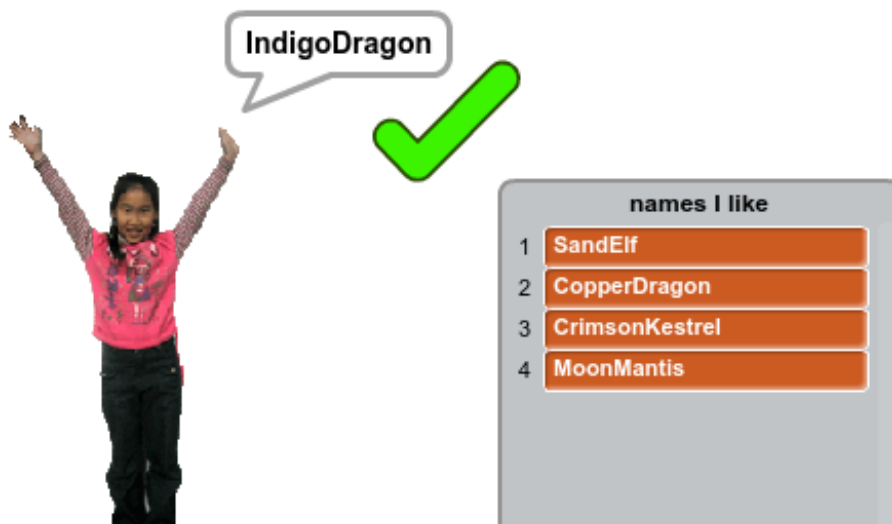 IndigoDragon
names I like
1 SandElf
2 CopperDragon
3 CrimsonKestrel
4 MoonMantis